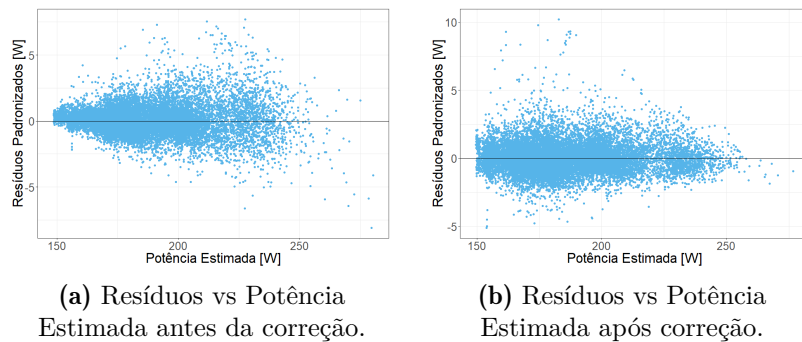 Resíduos Padronizados [W]
5
0
-5
150
200
250
Potência Estimada [W]
(a) Resíduos vs Potência
Estimada antes da correção.
Resíduos Padronizados [W]
10
5
0
-5
150
200
250
Potência Estimada [W]
(b) Resíduos vs Potência
Estimada após correção.